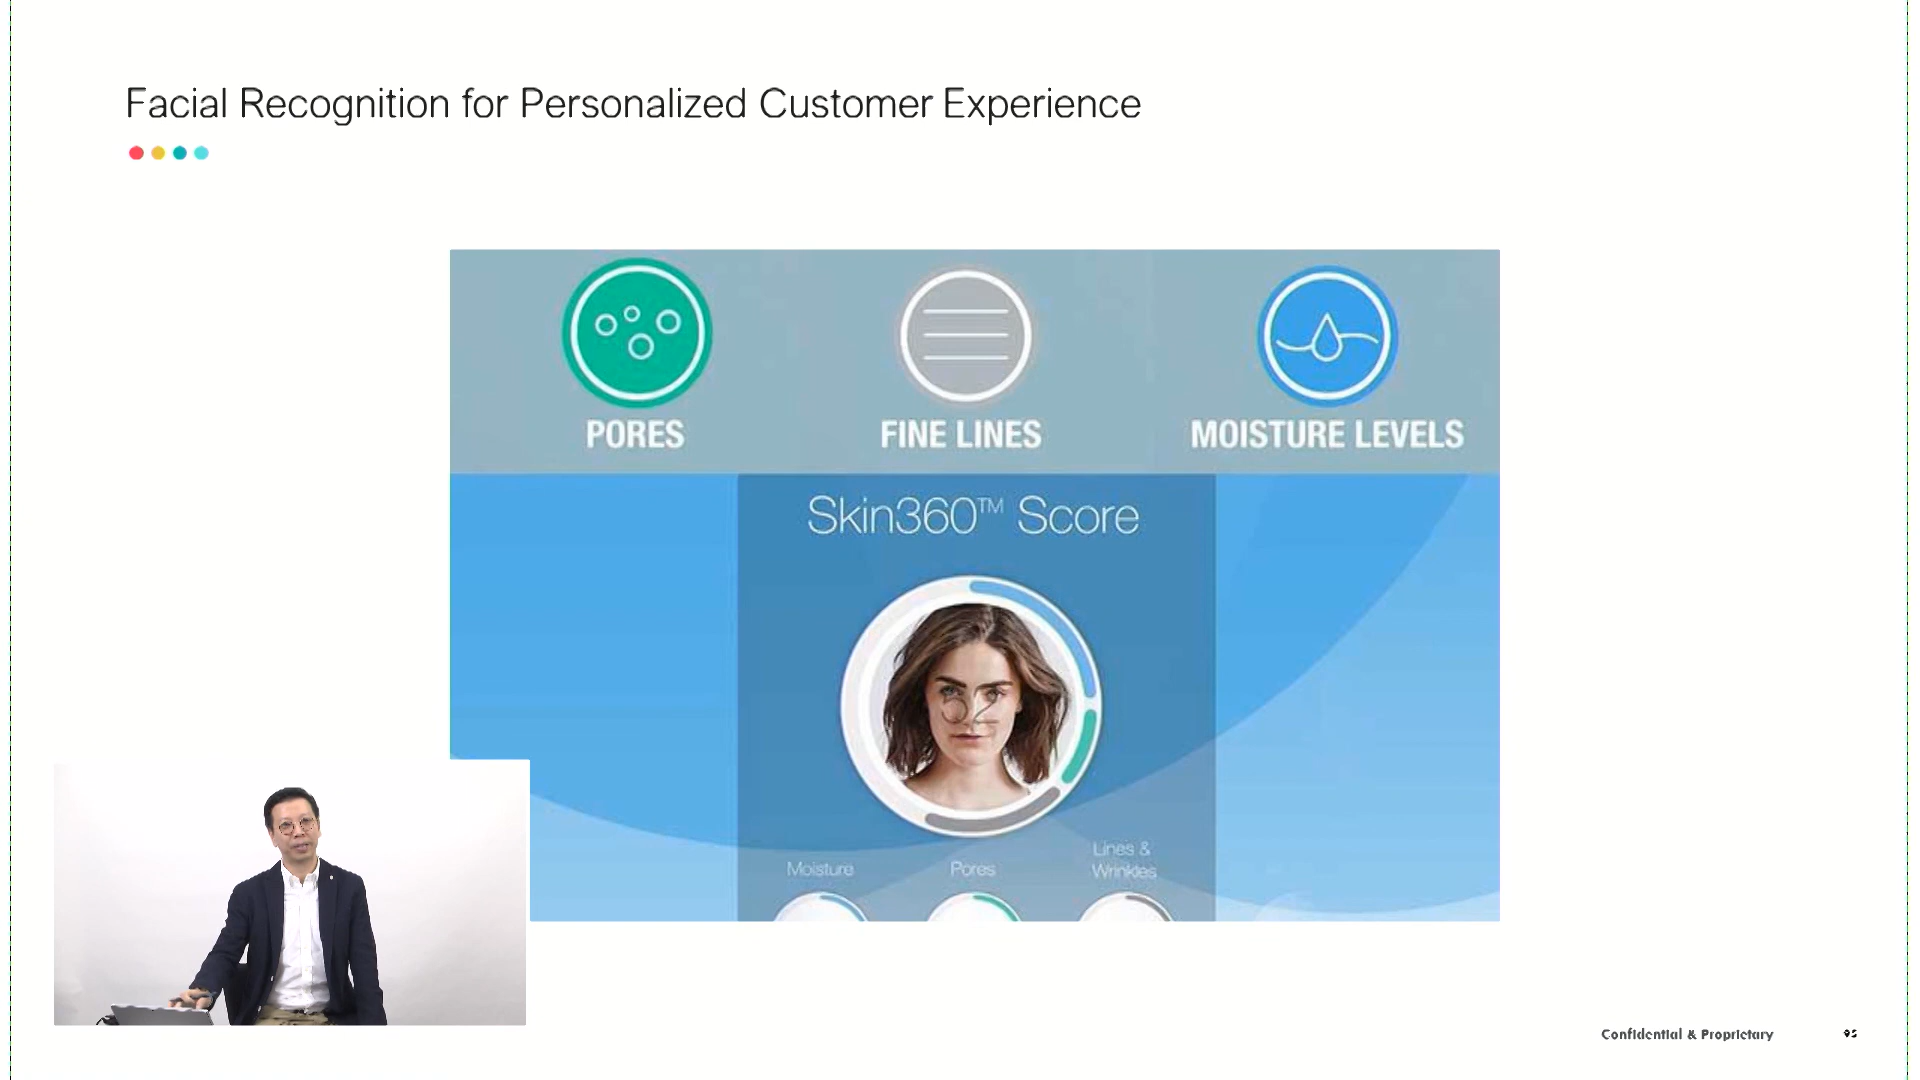 Facial Recognition for Personalized Customer Experience
PORES
FINE LINES
MOISTURE LEVELS
Skin360™ Score
62
Moisture
Pores
Lines &
Wrinkles
Confidential & Proprietary
95